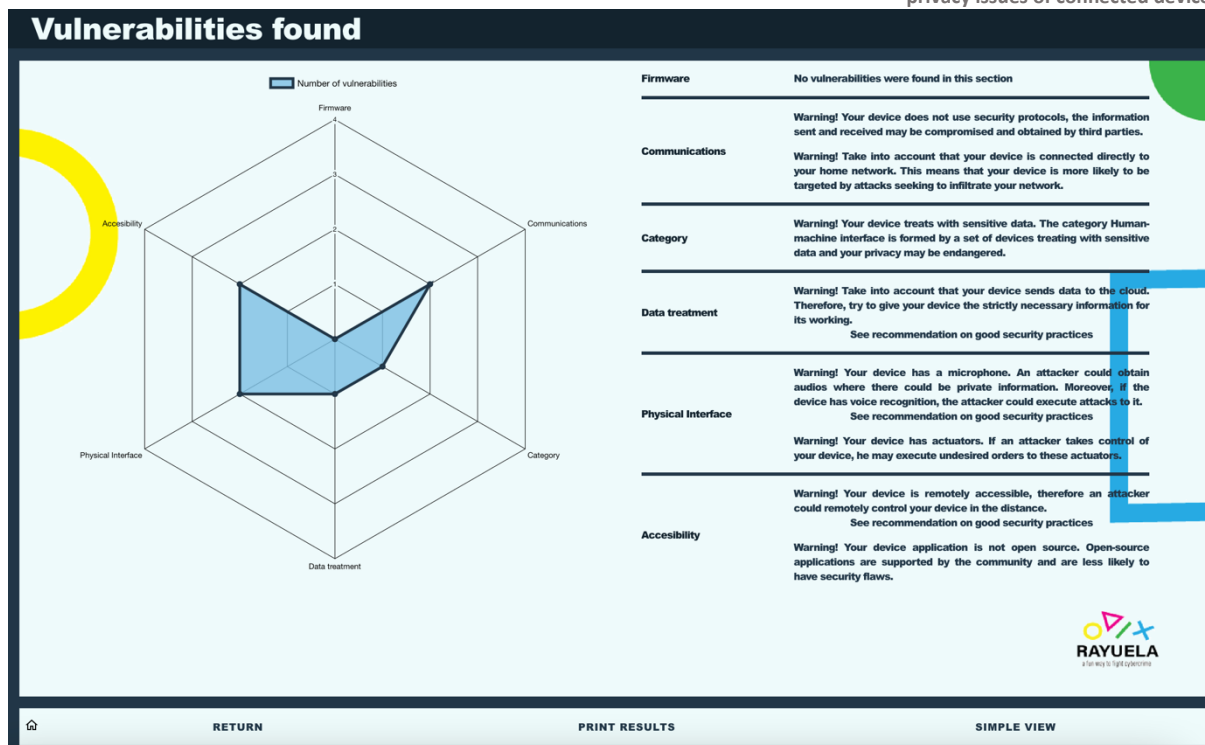 privacy issues of connected device
Vulnerabilities found
Number of vulnerabilities
Firmware
4
3
2
1
Accesibility
Communications
Physical Interface
Category
Data treatment
Firmware
No vulnerabilities were found in this section
Communications
Warning! Your device does not use security protocols, the information
sent and received may be compromised and obtained by third parties.
Warning! Take into account that your device is connected directly to
your home network. This means that your device is more likely to be
targeted by attacks seeking to infiltrate your network.
Category
Warning! Your device treats with sensitive data. The category Human-
machine interface is formed by a set of devices treating with sensitive
data and your privacy may be endangered.
Data treatment
Warning! Take into account that your device sends data to the cloud.
Therefore, try to give your device the strictly necessary information for
its working.
See recommendation on good security practices
Physical Interface
Warning! Your device has a microphone. An attacker could obtain
audios where there could be private information. Moreover, if the
device has voice recognition, the attacker could execute attacks to it.
See recommendation on good security practices
Warning! Your device has actuators. If an attacker takes control of
your device, he may execute undesired orders to these actuators.
Accesibility
Warning! Your device is remotely accessible, therefore an attacker
could remotely control your device in the distance.
See recommendation on good security practices
Warning! Your device application is not open source. Open-source
applications are supported by the community and are less likely to
have security flaws.
RAYUELA
a fun way to fight cybercrime
RETURN
PRINT RESULTS
SIMPLE VIEW